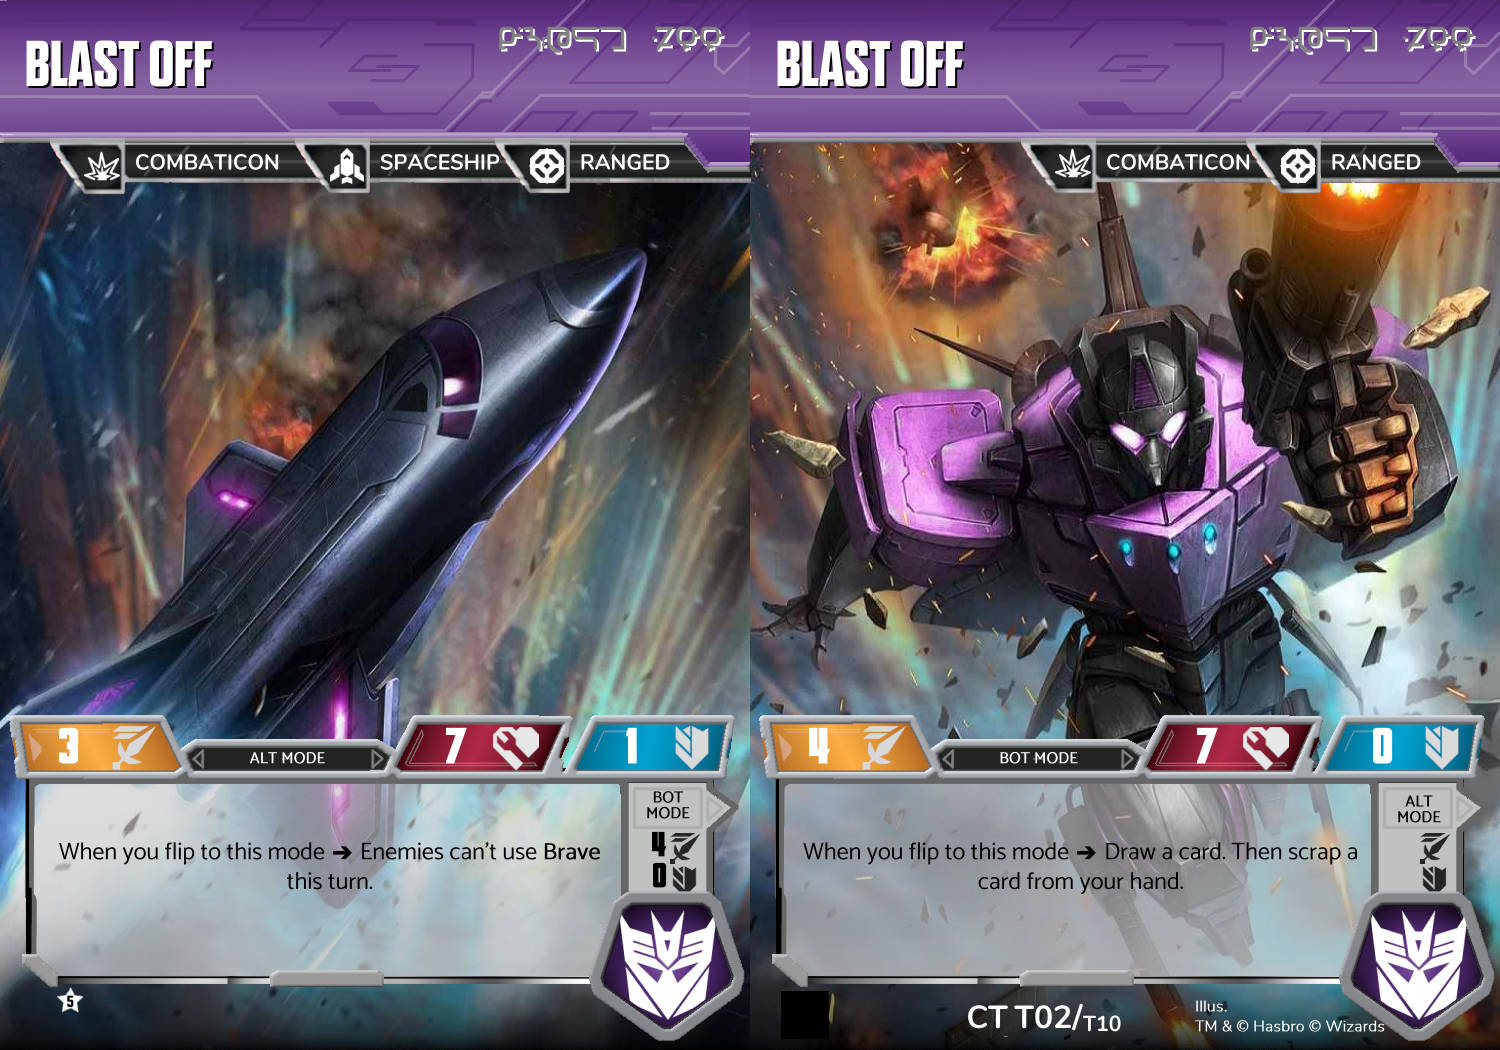 BLAST OFF
COMBATICON SPACESHIP RANGED
3 ALT MODE 7 1
BOT
MODE
4
0
When you flip to this mode ➔ Enemies can't use Brave
this turn.
5
BLAST OFF
COMBATICON RANGED
4 BOT MODE 7 0
ALT
MODE
When you flip to this mode ➔ Draw a card. Then scrap a
card from your hand.
CT T02/T10
Illus.
TM & © Hasbro © Wizards